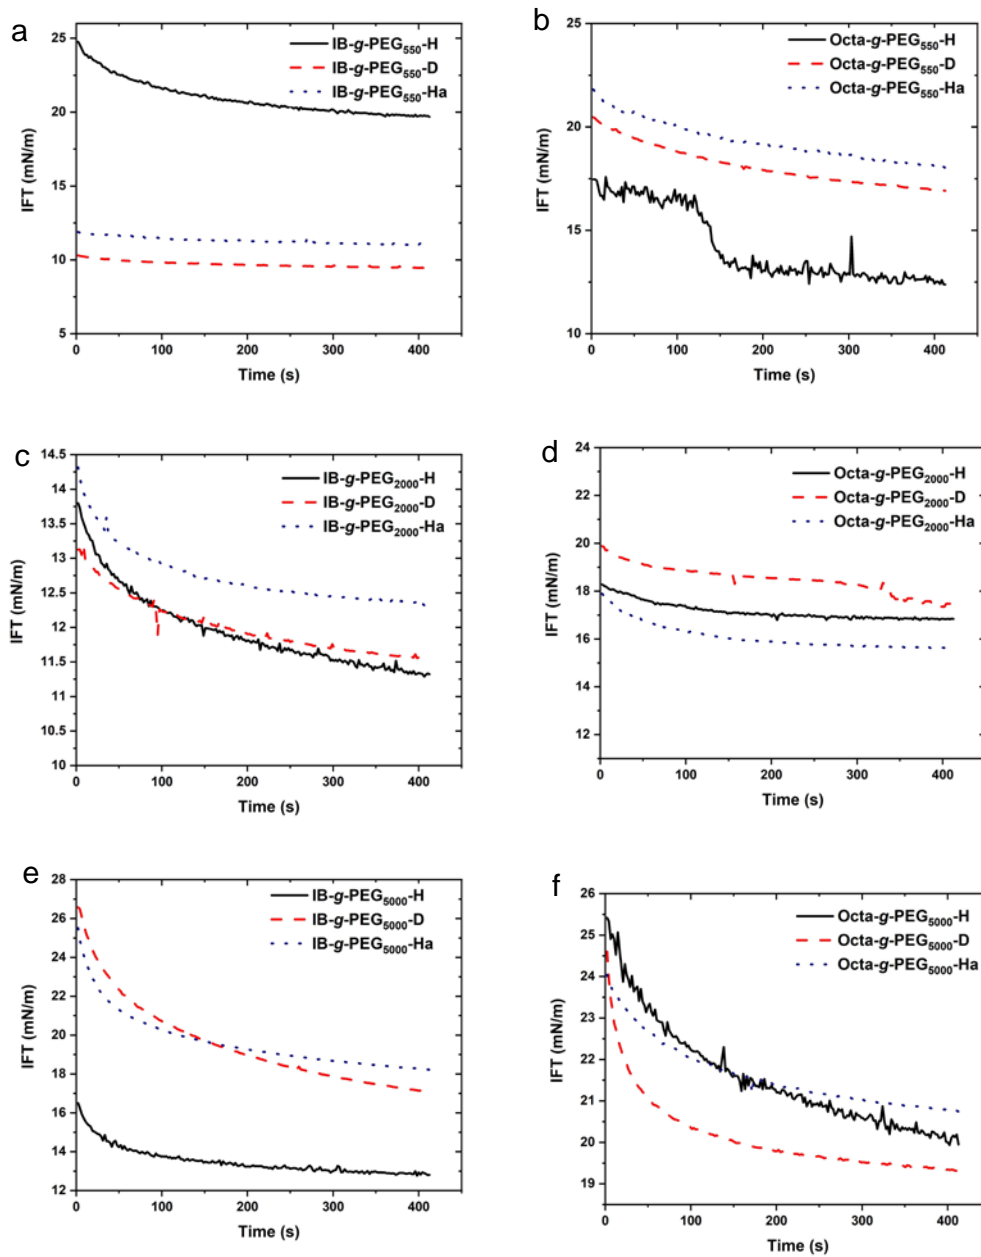 a
25
20
15
10
5
IFT (mN/m)
0 100 200 300 400
Time (s)
IB-g-PEG550-H
IB-g-PEG550-D
IB-g-PEG550-Ha
b
25
20
15
10
IFT (mN/m)
0 100 200 300 400
Time (s)
Octa-g-PEG550-H
Octa-g-PEG550-D
Octa-g-PEG550-Ha
c
14.5
14
13.5
13
12.5
12
11.5
11
10.5
10
IFT (mN/m)
0 100 200 300 400
Time (s)
IB-g-PEG2000-H
IB-g-PEG2000-D
IB-g-PEG2000-Ha
d
24
22
20
18
16
14
12
IFT (mN/m)
0 100 200 300 400
Time (s)
Octa-g-PEG2000-H
Octa-g-PEG2000-D
Octa-g-PEG2000-Ha
e
28
26
24
22
20
18
16
14
12
IFT (mN/m)
0 100 200 300 400
Time (s)
IB-g-PEG5000-H
IB-g-PEG5000-D
IB-g-PEG5000-Ha
f
26
25
24
23
22
21
20
19
IFT (mN/m)
0 100 200 300 400
Time (s)
Octa-g-PEG5000-H
Octa-g-PEG5000-D
Octa-g-PEG5000-Ha